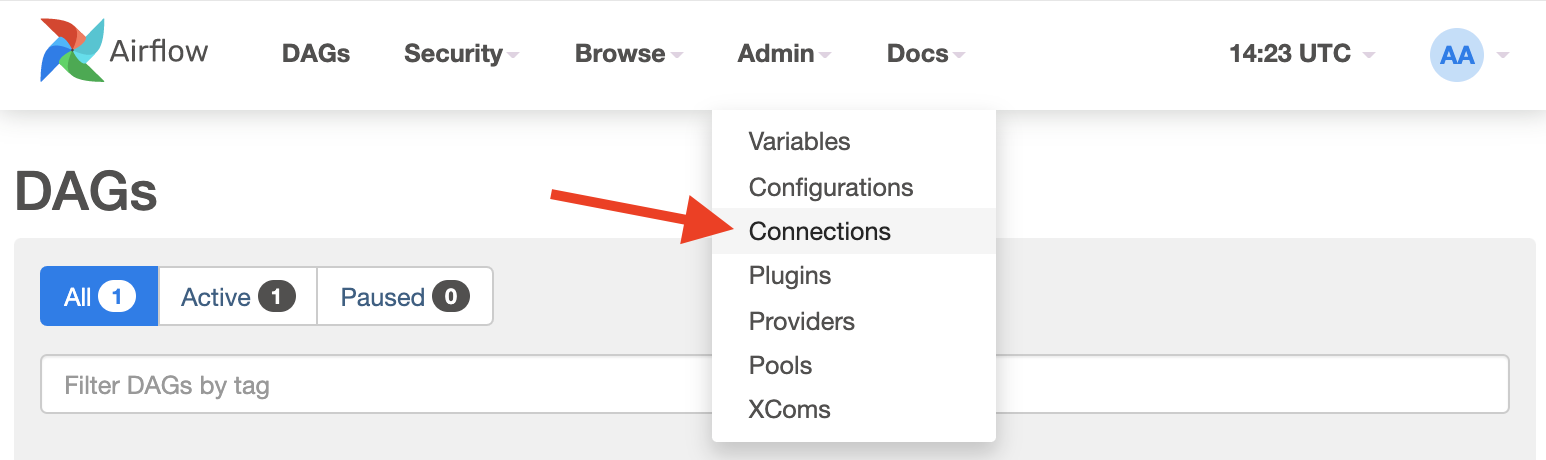 Airflow DAGs Security Browse Admin Docs 14:23 UTC AA
Variables
Configurations
Connections
Plugins
Providers
Pools
XComs
DAGs
All 1 Active 1 Paused 0
Filter DAGs by tag